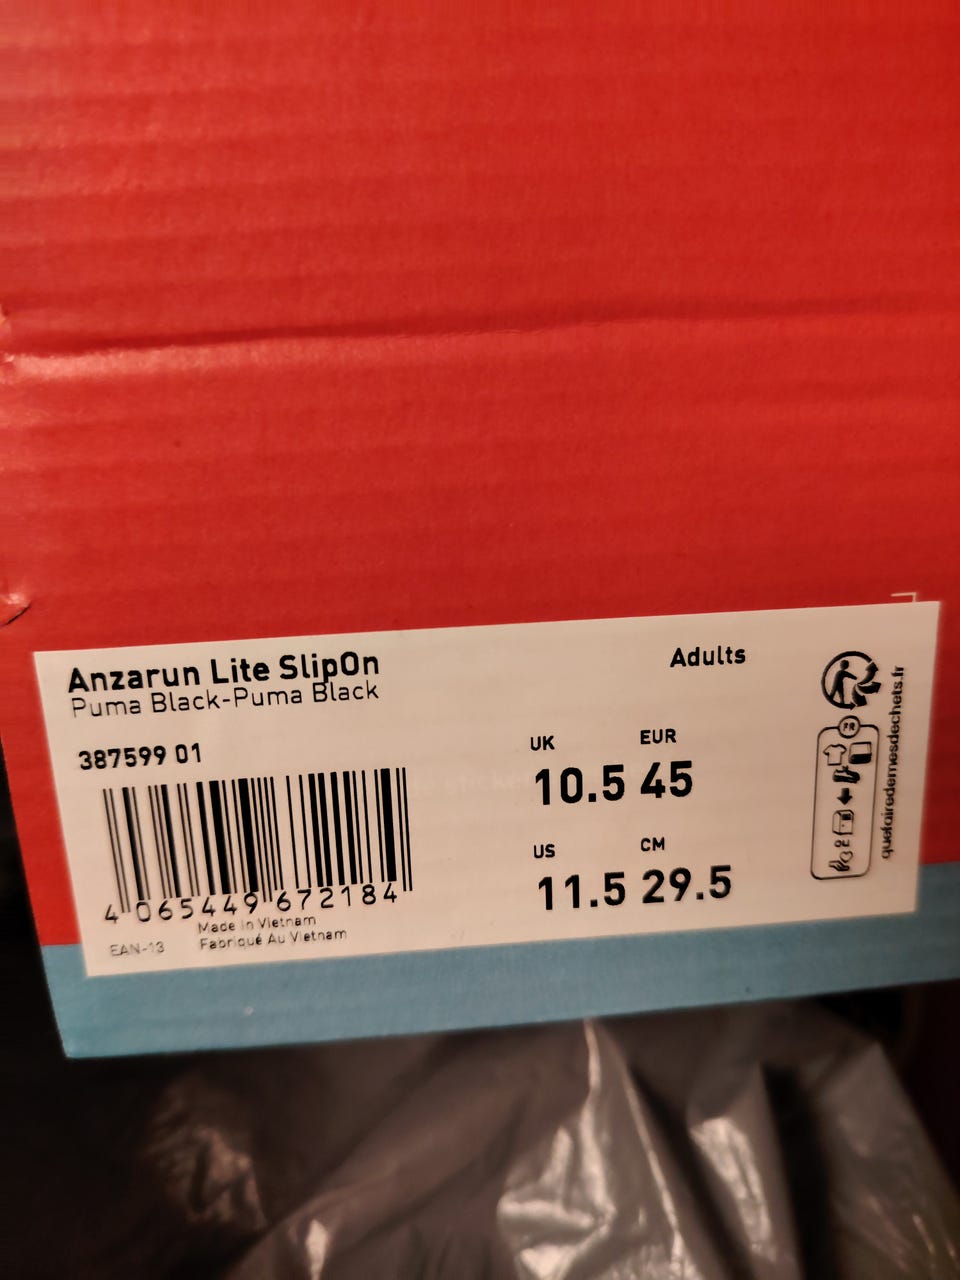 Anzarun Lite SlipOn
Puma Black-Puma Black
Adults
387599 01
UK EUR
10.5 45
US CM
11.5 29.5
4 065449 672184
EAN-13
Made in Vietnam
Fabriqué Au Vietnam
FR
quefairedemesdechets.fr